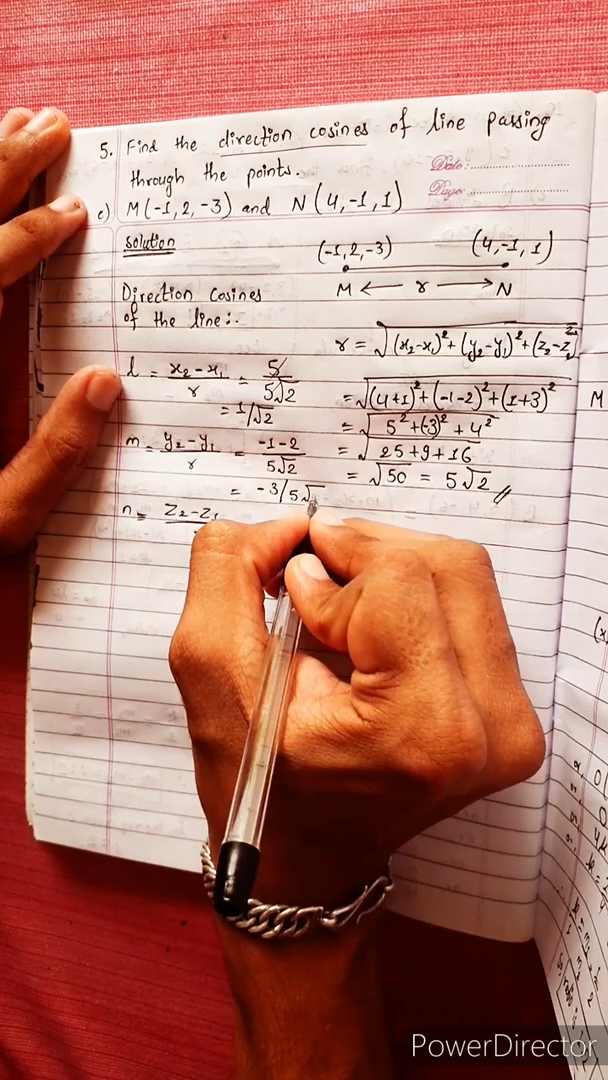 5. Find the direction cosines of line passing
through the points.
Date:
Page:
c) M(-1, 2, -3) and N(4, -1, 1)
solution
(-1,2,-3) (4,-1,1)
M ← r → N
Direction Cosines
of the line:-
r = √(x₂-x₁)²+(y₂-y₁)²+(z₂-z₁)²
l = x₂-x₁/r = 5/5√2
= √(4+1)²+(-1-2)²+(1+3)²
= 1/√2
= √5²+(-3)²+4²
m = y₂-y₁/r = -1-2/5√2
= √25+9+16
= √50 = 5√2 //
= -3/5√
n = z₂-z₁
M
PowerDirector